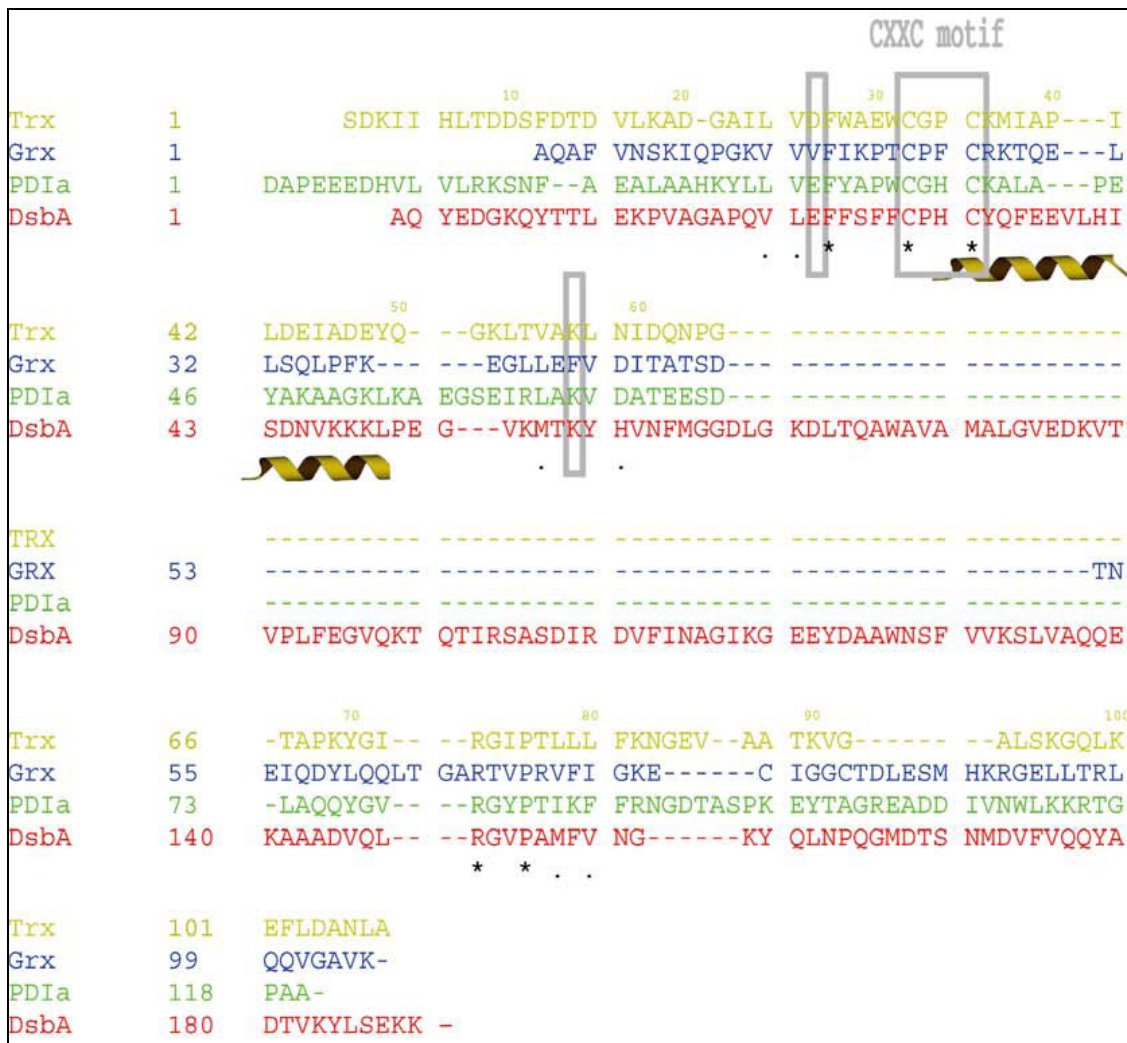 CXXC motif
10 20 30 40
Trx 1 SDKII HLTDDSFDTD VLKAD-GAIL VDFWAEWCGP CKMIAP---I
Grx 1 AQAF VNSKIQPGKV VVFIKPTCPF CRKTQE---L
PDIa 1 DAPEEEDHVL VLRKSNF--A EALAAHKYLL VEFYAPWCGH CKALA---PE
DsbA 1 AQ YEDGKQYTTL EKPVAGAPQV LEFFSFFCPH CYQFEEVLHI
. . * * *
50 60
Trx 42 LDEIADEYQ- --GKLTVAKL NIDQNPG--- ---------- ----------
Grx 32 LSQLPFK--- ---EGLLEFV DITATSD--- ---------- ----------
PDIa 46 YAKAAGKLKA EGSEIRLAKV DATEESD--- ---------- ----------
DsbA 43 SDNVKKKLPE G---VKMTKY HVNFMGGDLG KDLTQAWAVA MALGVEDKVT
. .
TRX ---------- ---------- ---------- ---------- ----------
GRX 53 ---------- ---------- ---------- ---------- --------TN
PDIa ---------- ---------- ---------- ---------- ----------
DsbA 90 VPLFEGVQKT QTIRSASDIR DVFINAGIKG EEYDAAWNSF VVKSLVAQQE
70 80 90 100
Trx 66 -TAPKYGI-- --RGIPTLLL FKNGEV--AA TKVG------ --ALSKGQLK
Grx 55 EIQDYLQQLT GARTVPRVFI GKE------C IGGCTDLESM HKRGELLTRL
PDIa 73 -LAQQYGV-- --RGYPTIKF FRNGDTASPK EYTAGREADD IVNWLKKRTG
DsbA 140 KAAADVQL-- --RGVPAMFV NG------KY QLNPQGMDTS NMDVFVQQYA
* * . .
Trx 101 EFLDANLA
Grx 99 QQVGAVK-
PDIa 118 PAA-
DsbA 180 DTVKYLSEKK -